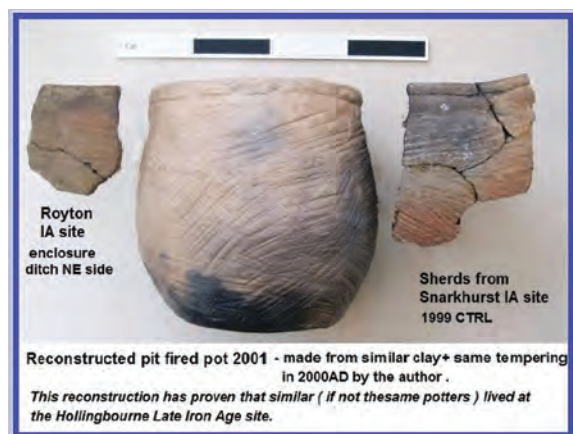 Cm
Royton
IA site
enclosure
ditch NE side
Sherds from
Snarkhurst IA site
1999 CTRL
Reconstructed pit fired pot 2001 - made from similar clay+ same tempering
in 2000AD by the author .
This reconstruction has proven that similar ( if not thesame potters ) lived at
the Hollingbourne Late Iron Age site.